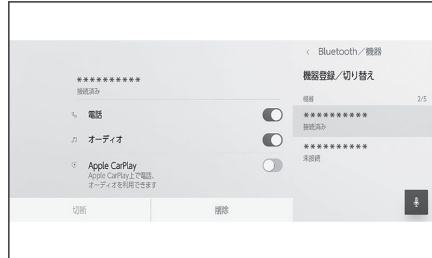 ＊＊＊＊＊＊＊＊＊＊
接続済み
電話
オーディオ
Apple CarPlay
Apple CarPlay上で電話、
オーディオを利用できます
切断
削除
＜ Bluetooth／機器
機器登録／切り替え
機器 2/5
＊＊＊＊＊＊＊＊＊＊
接続済み
＊＊＊＊＊＊＊＊＊＊
未接続